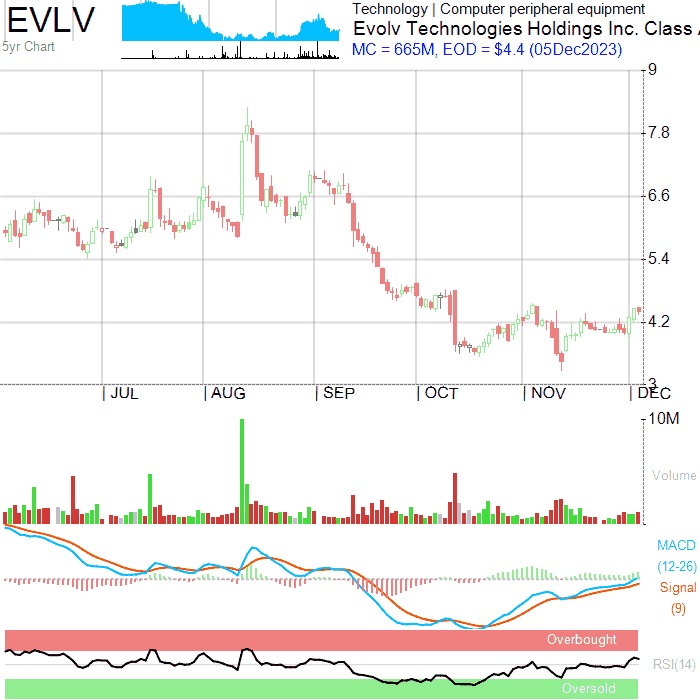 EVLV
5yr Chart
Technology | Computer peripheral equipment
Evolv Technologies Holdings Inc. Class A
MC = 665M, EOD = $4.4 (05Dec2023)
9
7.8
6.6
5.4
4.2
3
| JUL | AUG | SEP | OCT | NOV | DEC
10M
Volume
MACD
(12-26)
Signal
(9)
Overbought
RSI(14)
Oversold